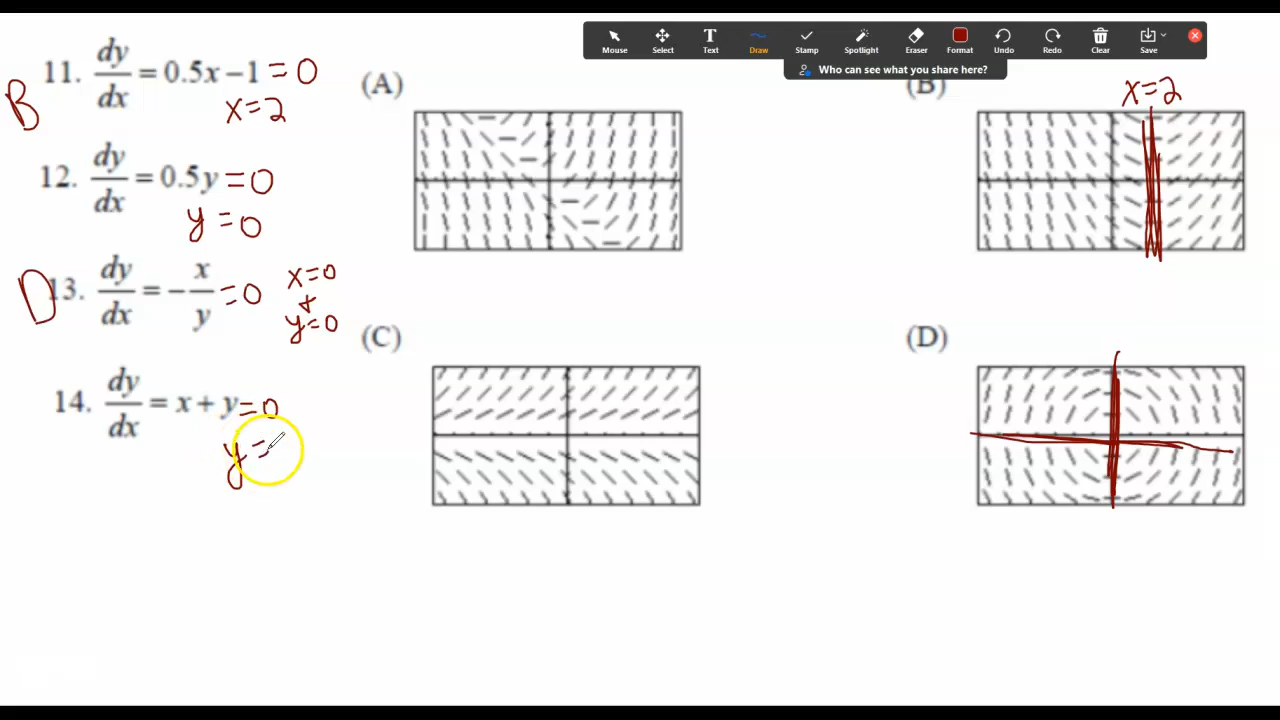 Mouse Select Text Draw Stamp Spotlight Eraser Format Undo Redo Clear Save
Who can see what you share here?
B 11. dy/dx = 0.5x − 1 = 0
x = 2
12. dy/dx = 0.5y = 0
y = 0
D 13. dy/dx = − x/y = 0
x = 0
+
y = 0
14. dy/dx = x + y = 0
y =
(A)
(B)
x = 2
(C)
(D)